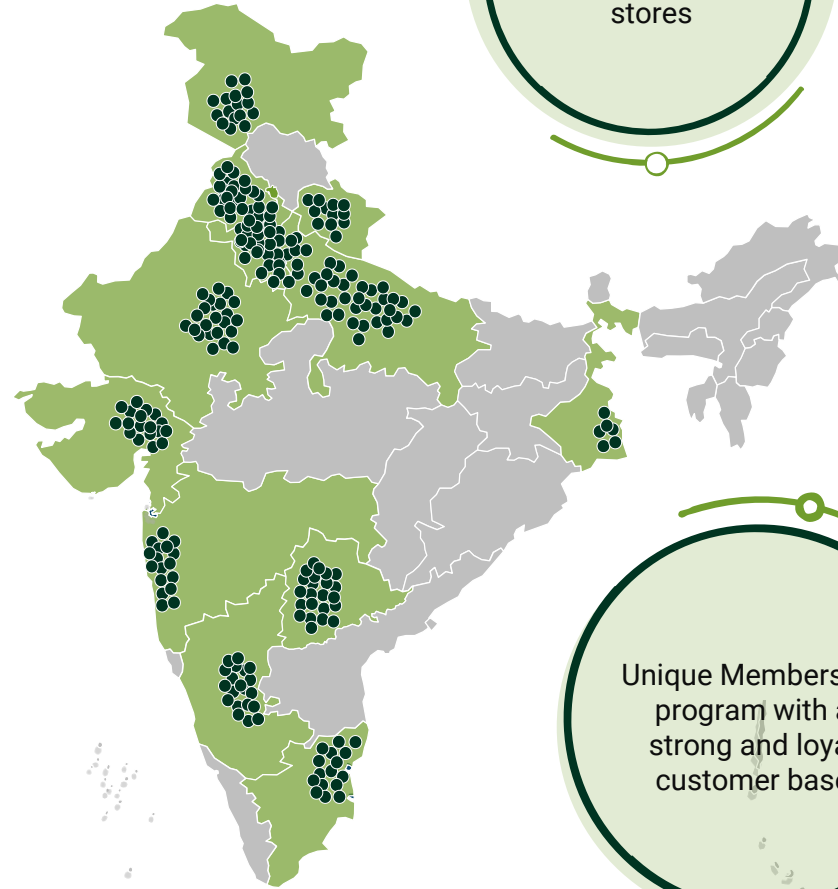 stores
Unique Members
program with a
strong and loya
customer base